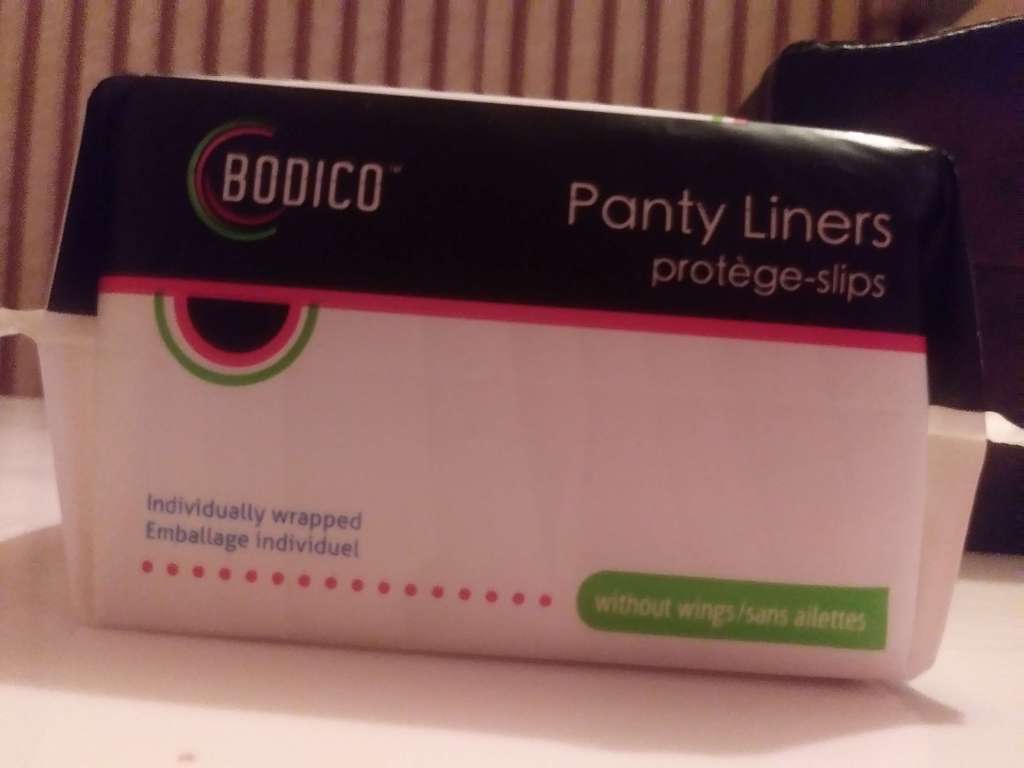 BODICO™
Panty Liners
protège-slips
Individually wrapped
Emballage individuel
without wings/sans ailettes